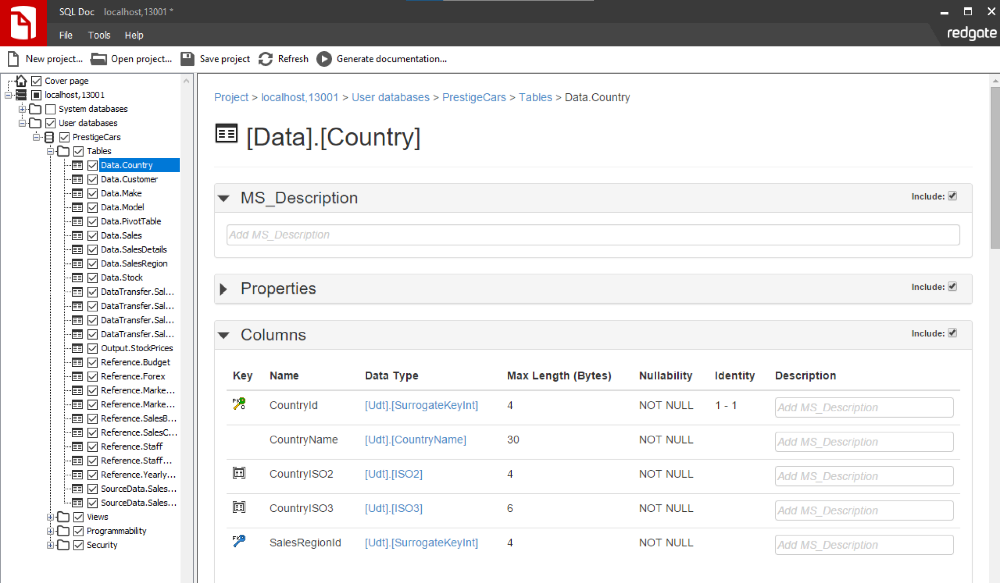 SQL Doc localhost,13001 *
File Tools Help
redgate
New project... Open project... Save project Refresh Generate documentation...
Cover page
localhost,13001
System databases
User databases
PrestigeCars
Tables
Data.Country
Data.Customer
Data.Make
Data.Model
Data.PivotTable
Data.Sales
Data.SalesDetails
Data.SalesRegion
Data.Stock
DataTransfer.Sal...
DataTransfer.Sal...
DataTransfer.Sal...
DataTransfer.Sal...
Output.StockPrices
Reference.Budget
Reference.Forex
Reference.Marke...
Reference.Marke...
Reference.SalesB...
Reference.SalesC...
Reference.Staff
Reference.Staff...
Reference.Yearly...
SourceData.Sales...
SourceData.Sales...
Views
Programmability
Security
Project > localhost,13001 > User databases > PrestigeCars > Tables > Data.Country
[Data].[Country]
MS_Description Include:
Add MS_Description
Properties Include:
Columns Include:
Key Name Data Type Max Length (Bytes) Nullability Identity Description
PK C CountryId [Udt].[SurrogateKeyInt] 4 NOT NULL 1 - 1 Add MS_Description
CountryName [Udt].[CountryName] 30 NOT NULL Add MS_Description
CountryISO2 [Udt].[ISO2] 4 NOT NULL Add MS_Description
CountryISO3 [Udt].[ISO3] 6 NOT NULL Add MS_Description
FK SalesRegionId [Udt].[SurrogateKeyInt] 4 NOT NULL Add MS_Description